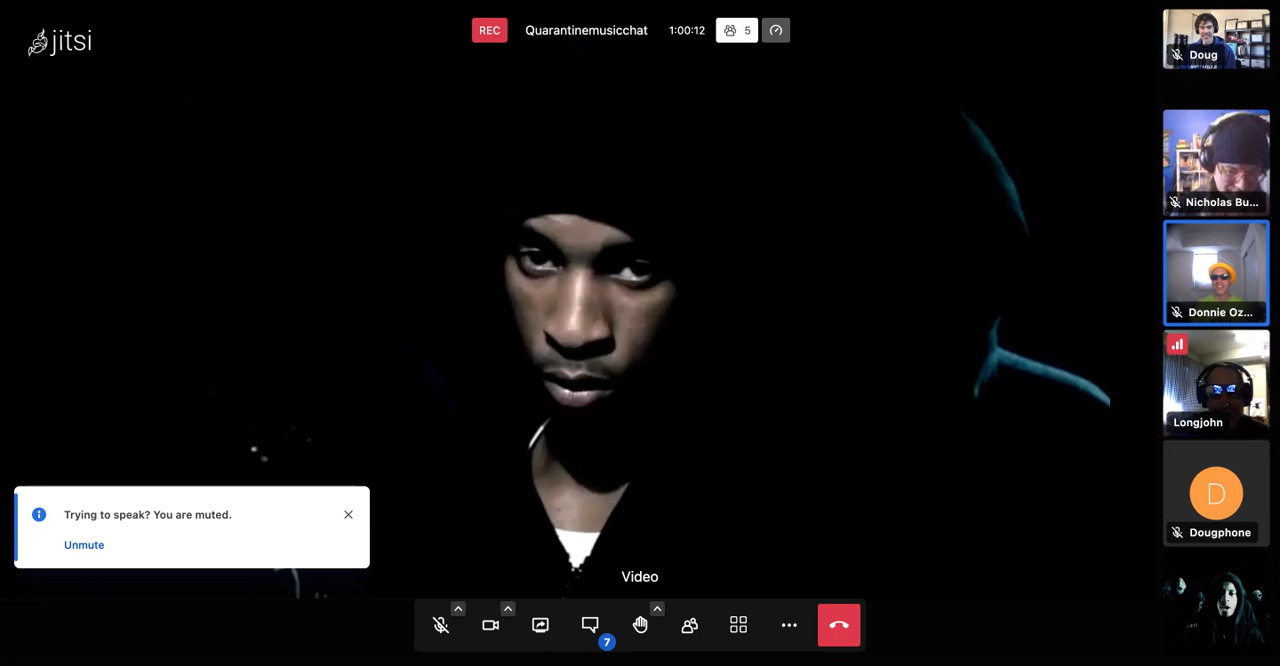 jitsi
REC Quarantinemusicchat 1:00:12 5
Doug
Nicholas Bu...
Donnie Oz...
Longjohn
D
Dougphone
Trying to speak? You are muted.
Unmute
Video
7